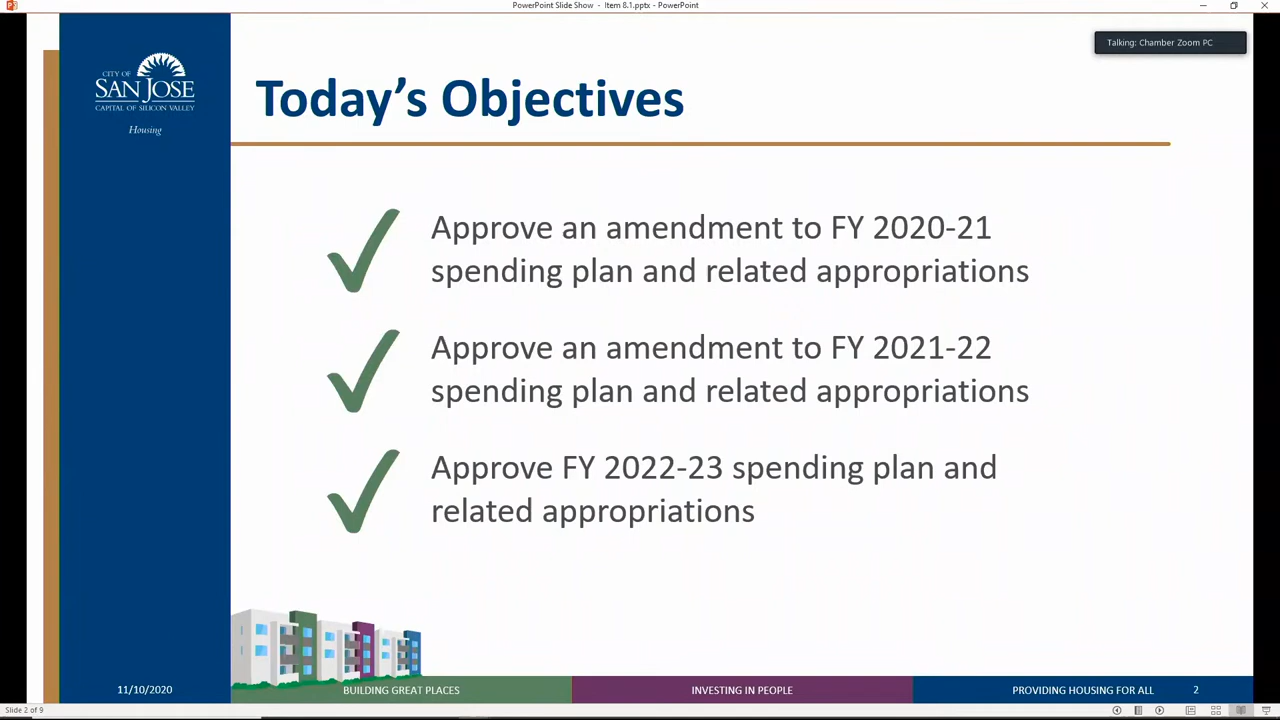 PowerPoint Slide Show - Item 8.1.pptx - PowerPoint
Talking: Chamber Zoom PC
CITY OF
SAN JOSE
CAPITAL OF SILICON VALLEY
Housing
Today's Objectives
Approve an amendment to FY 2020-21
spending plan and related appropriations
Approve an amendment to FY 2021-22
spending plan and related appropriations
Approve FY 2022-23 spending plan and
related appropriations
11/10/2020
BUILDING GREAT PLACES
INVESTING IN PEOPLE
PROVIDING HOUSING FOR ALL
2
Slide 2 of 9